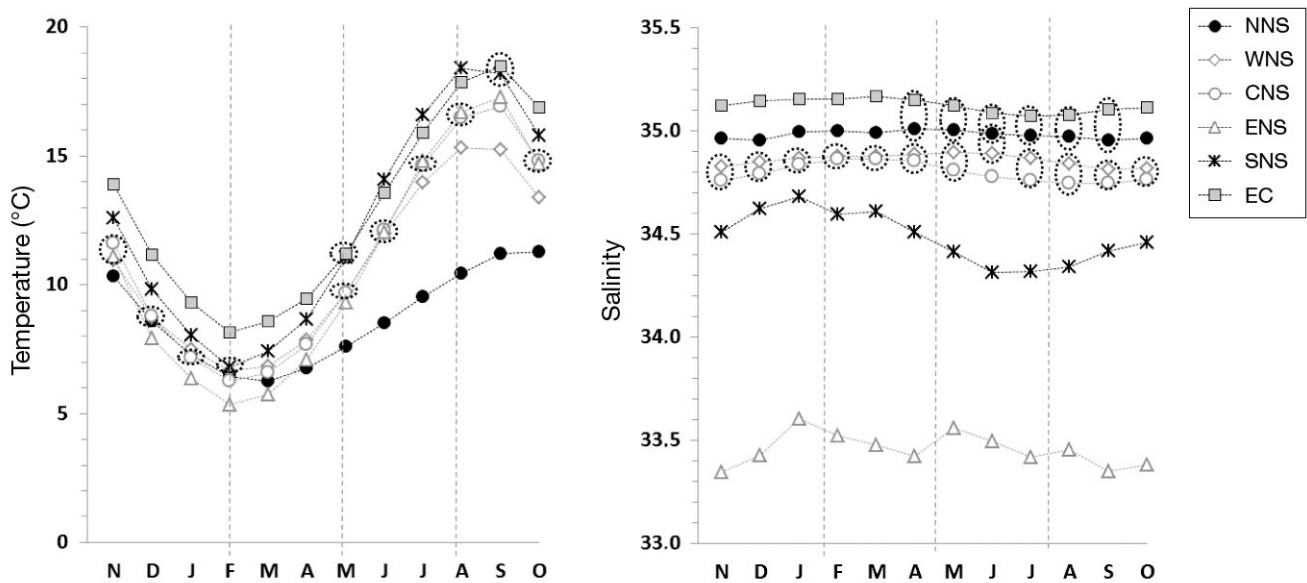 20
15
10
5
0
Temperature (°C)
N D J F M A M J J A S O
35.5
35.0
34.5
34.0
33.5
33.0
Salinity
N D J F M A M J J A S O
NNS
WNS
CNS
ENS
SNS
EC